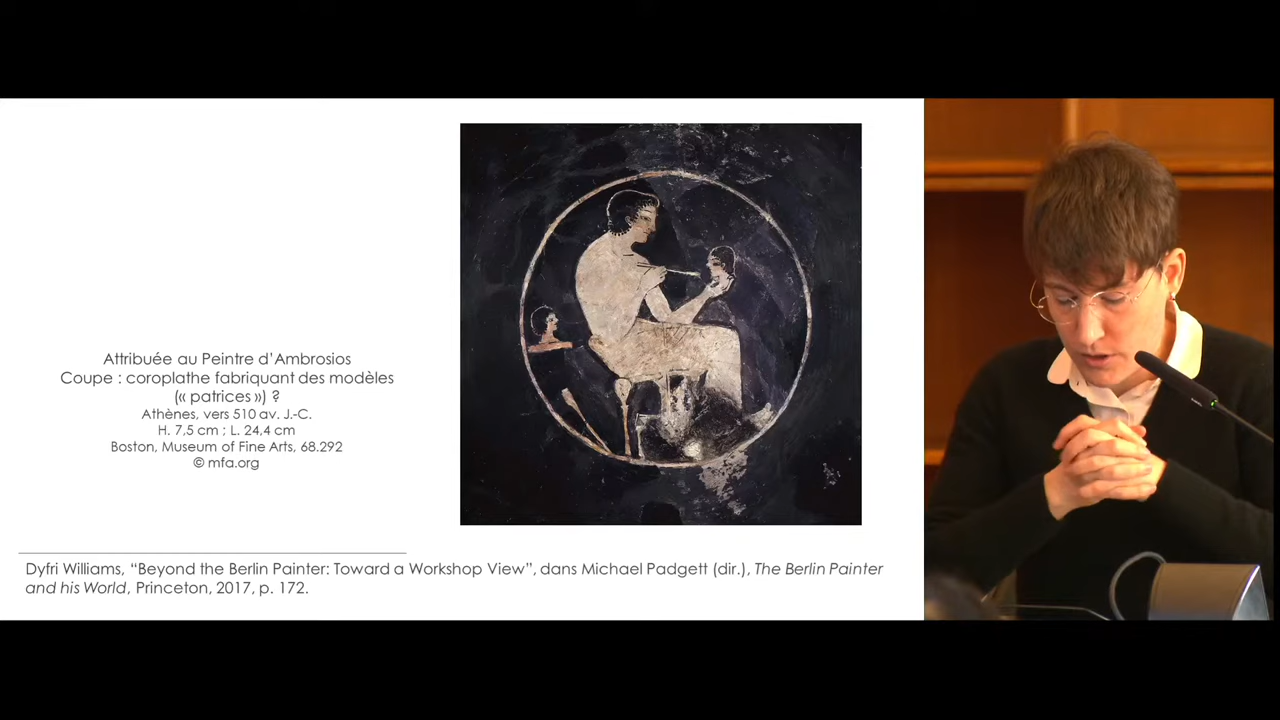 Attribuée au Peintre d'Ambrosios
Coupe : coroplathe fabriquant des modèles
(« patrices ») ?
Athènes, vers 510 av. J.-C.
H. 7,5 cm ; L. 24,4 cm
Boston, Museum of Fine Arts, 68.292
© mfa.org
Dyfri Williams, “Beyond the Berlin Painter: Toward a Workshop View”, dans Michael Padgett (dir.), The Berlin Painter
and his World, Princeton, 2017, p. 172.